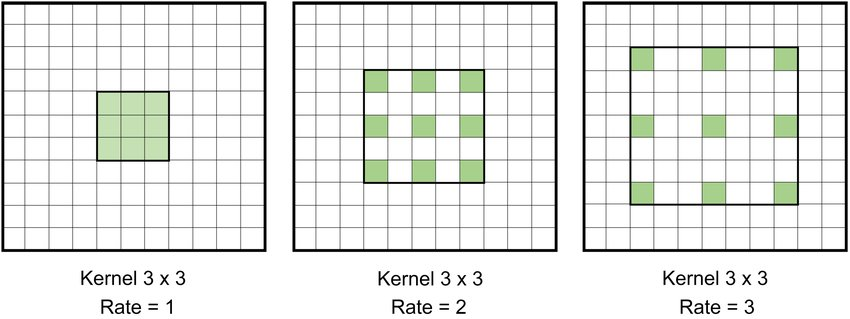 Kernel 3 x 3
Rate = 1
Kernel 3 x 3
Rate = 2
Kernel 3 x 3
Rate = 3